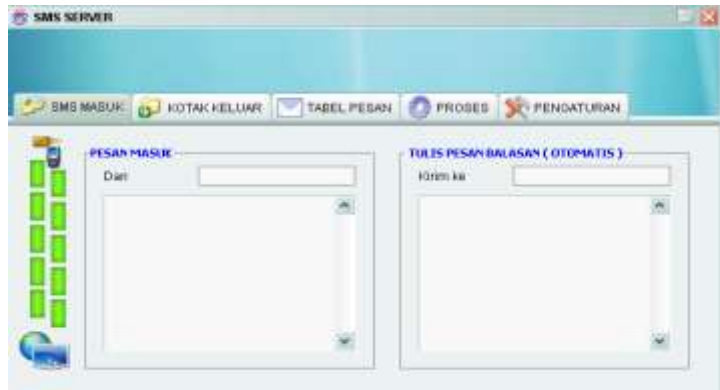 SMS SERVER
SMS MASUK KOTAK KELUAR TABEL PESAN PROSES PENGATURAN
PESAN MASUK TULIS PESAN BALASAN ( OTOMATIS )
Dari Kirim ke